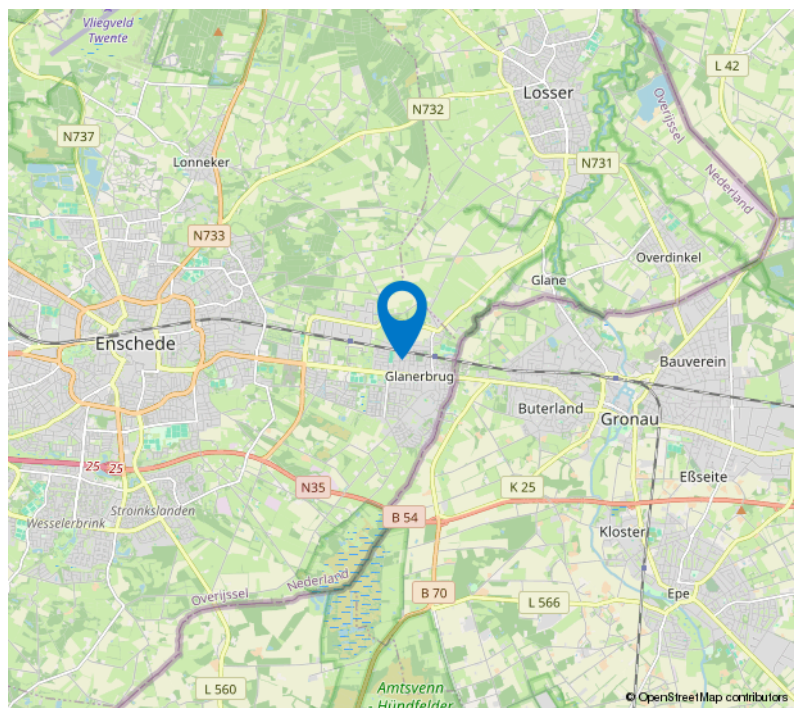 Vliegveld
Twente
L 42
Losser
Overijssel
N732
N737
Lonneker
N731
Nederland
N733
Overdinkel
Glane
Enschede
Bauverein
Glanerbrug
Buterland
Gronau
25
25
N35
K 25
Eßseite
Stroinkslanden
Wesselerbrink
B 54
Kloster
Nederland
Overijssel
B 70
L 566
Epe
L 560
Amtsvenn
- Hündfelder
© OpenStreetMap contributors